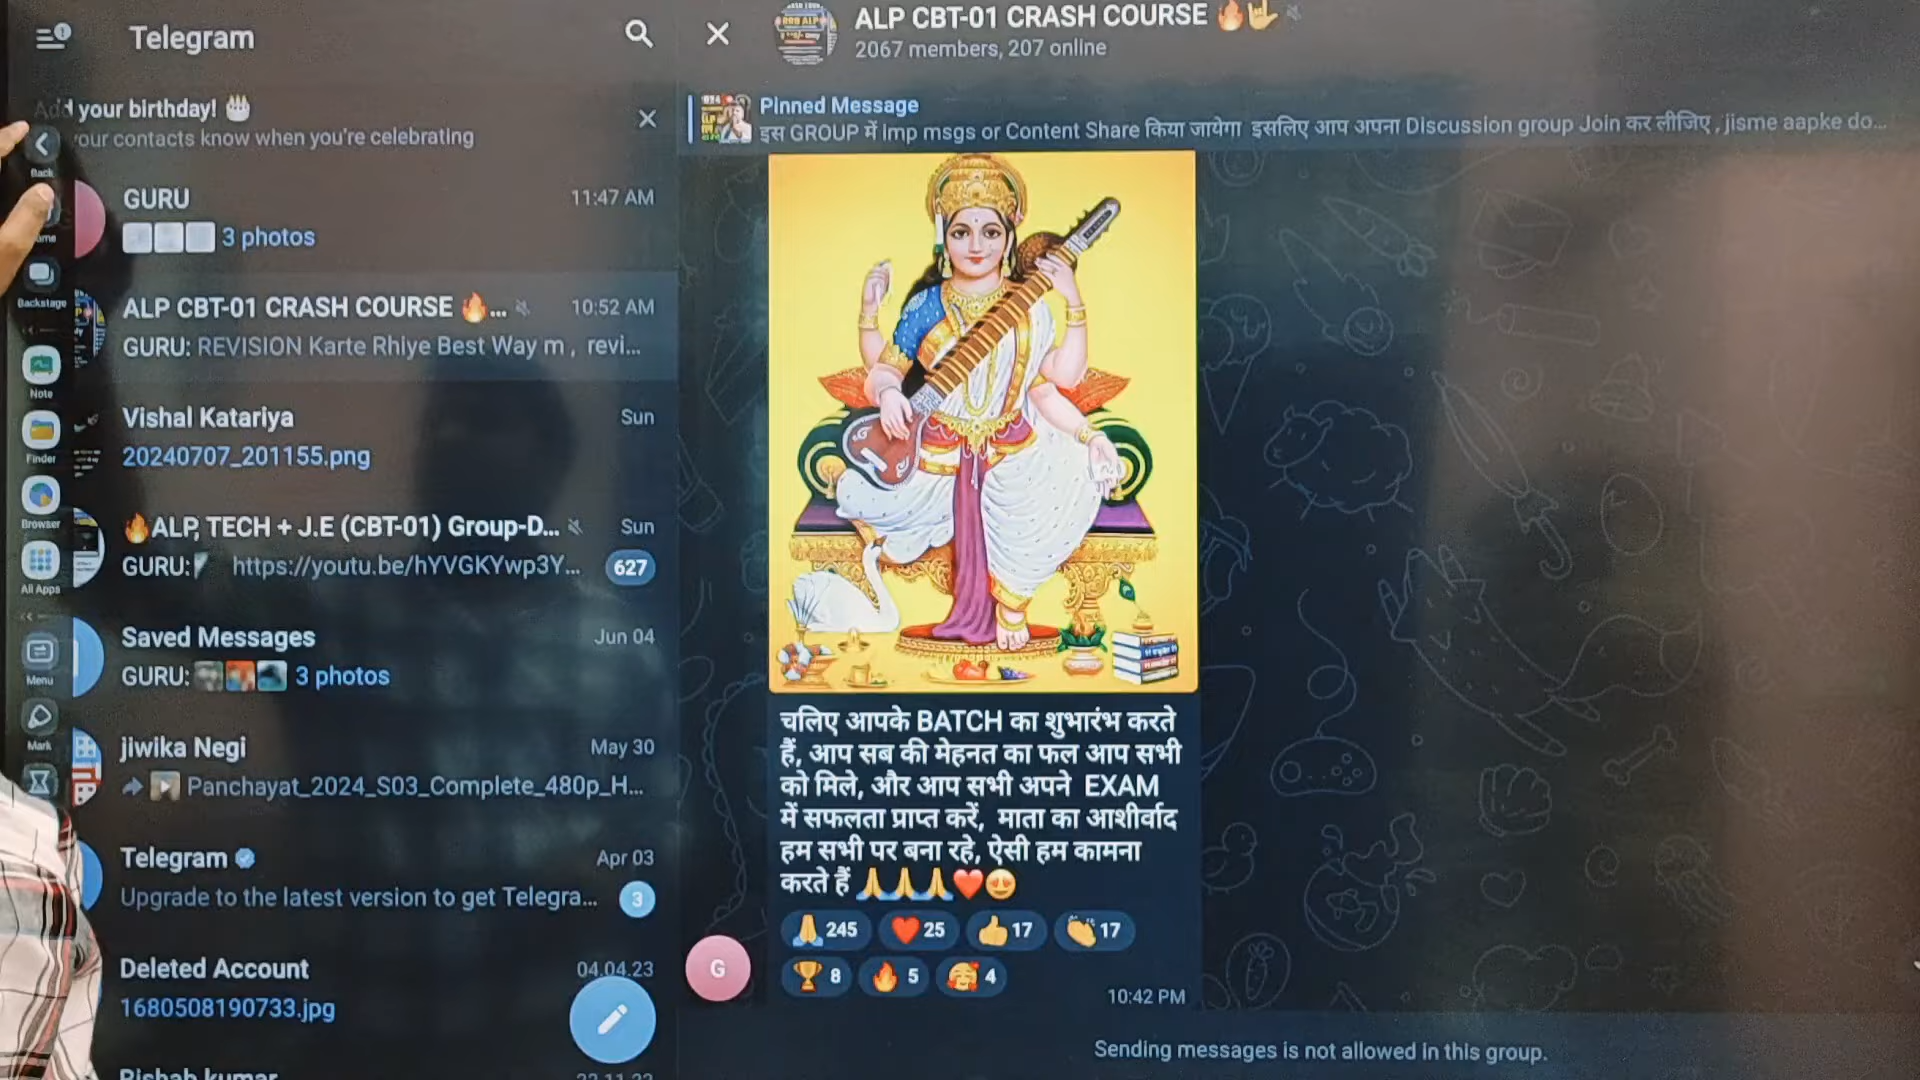 Telegram
Add your birthday! 🎂
your contacts know when you're celebrating
Back
GURU
11:47 AM
3 photos
Backstage
ALP CBT-01 CRASH COURSE 🔥...
10:52 AM
GURU: REVISION Karte Rhiye Best Way m , revi...
Note
Vishal Katariya
Sun
20240707_201155.png
Finder
Browser
🔥ALP, TECH + J.E (CBT-01) Group-D...
Sun
GURU: https://youtu.be/hYVGKYwp3Y...
627
All Apps
Saved Messages
Jun 04
GURU: 3 photos
Menu
jiwika Negi
May 30
Panchayat_2024_S03_Complete_480p_H...
Mark
Telegram
Apr 03
Upgrade to the latest version to get Telegra...
3
Deleted Account
04.04.23
1680508190733.jpg
Rishab kumar
ALP CBT-01 CRASH COURSE 🔥🤟
2067 members, 207 online
Pinned Message
इस GROUP में Imp msgs or Content Share किया जायेगा इसलिए आप अपना Discussion group Join कर लीजिए , jisme aapke do...
चलिए आपके BATCH का शुभारंभ करते
हैं, आप सब की मेहनत का फल आप सभी
को मिले, और आप सभी अपने EXAM
में सफलता प्राप्त करें, माता का आशीर्वाद
हम सभी पर बना रहे, ऐसी हम कामना
करते हैं 🙏🙏🙏❤️😍
🙏 245 ❤️ 25 👍 17 👏 17
🏆 8 🔥 5 🥰 4
G
10:42 PM
Sending messages is not allowed in this group.